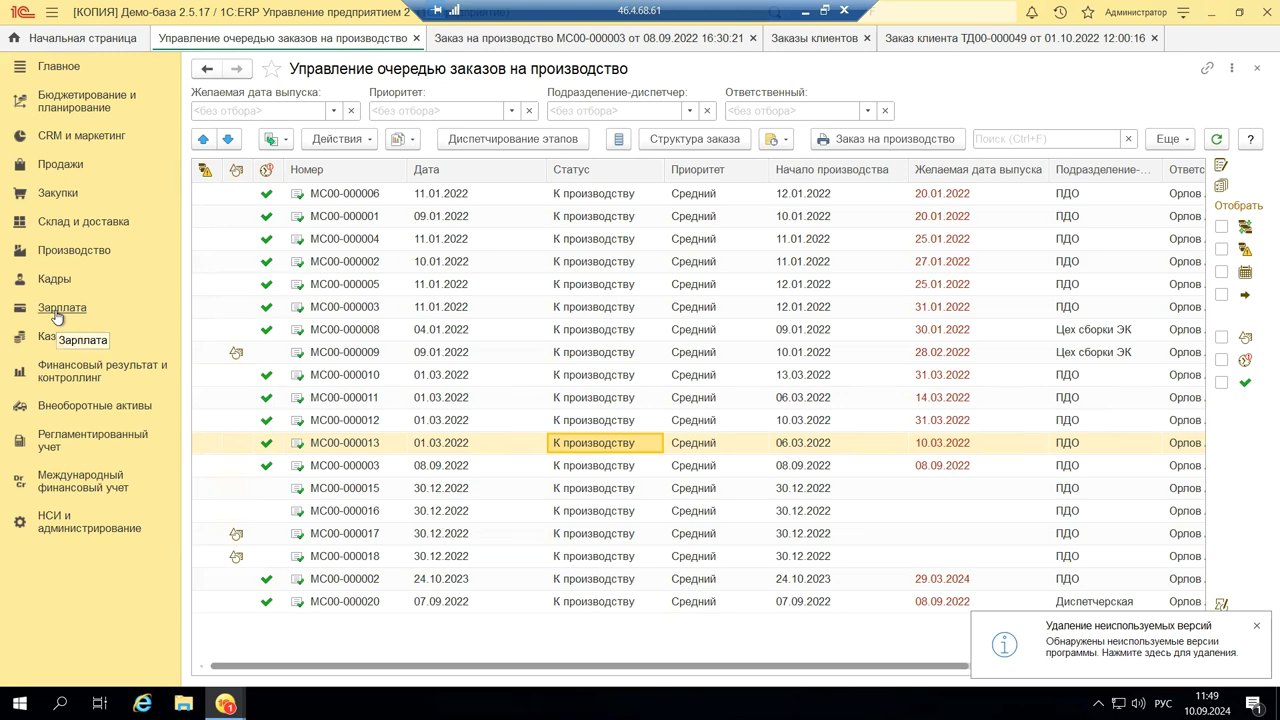 [КОПИЯ] Демо-база 2.5.17 / 1С:ERP Управление предприятием 2
46.4.68.61
Администратор
Начальная страница
Управление очередью заказов на производство ×
Заказ на производство МС00-000003 от 08.09.2022 16:30:21 ×
Заказы клиентов ×
Заказ клиента ТД00-000049 от 01.10.2022 12:00:16 ×
Главное
Бюджетирование и
планирование
CRM и маркетинг
Продажи
Закупки
Склад и доставка
Производство
Кадры
Зарплата
Каз
Зарплата
Финансовый результат и
контроллинг
Внеоборотные активы
Регламентированный
учет
Международный
финансовый учет
НСИ и
администрирование
Управление очередью заказов на производство
Желаемая дата выпуска: Приоритет: Подразделение-диспетчер: Ответственный:
<без отбора> <без отбора> <без отбора> <без отбора>
Действия Диспетчирование этапов Структура заказа Заказ на производство Поиск (Ctrl+F) × Еще ?
Номер Дата Статус Приоритет Начало производства Желаемая дата выпуска Подразделение-... Ответс
МС00-000006 11.01.2022 К производству Средний 12.01.2022 20.01.2022 ПДО Орлов
МС00-000001 09.01.2022 К производству Средний 10.01.2022 20.01.2022 ПДО Орлов
МС00-000004 11.01.2022 К производству Средний 11.01.2022 25.01.2022 ПДО Орлов
МС00-000002 10.01.2022 К производству Средний 11.01.2022 27.01.2022 ПДО Орлов
МС00-000005 11.01.2022 К производству Средний 12.01.2022 25.01.2022 ПДО Орлов
МС00-000003 11.01.2022 К производству Средний 12.01.2022 31.01.2022 ПДО Орлов
МС00-000008 04.01.2022 К производству Средний 09.01.2022 30.01.2022 Цех сборки ЭК Орлов
МС00-000009 09.01.2022 К производству Средний 10.01.2022 28.02.2022 Цех сборки ЭК Орлов
МС00-000010 01.03.2022 К производству Средний 13.03.2022 31.03.2022 ПДО Орлов
МС00-000011 01.03.2022 К производству Средний 06.03.2022 14.03.2022 ПДО Орлов
МС00-000012 01.03.2022 К производству Средний 10.03.2022 31.03.2022 ПДО Орлов
МС00-000013 01.03.2022 К производству Средний 06.03.2022 10.03.2022 ПДО Орлов
МС00-000003 08.09.2022 К производству Средний 08.09.2022 08.09.2022 ПДО Орлов
МС00-000015 30.12.2022 К производству Средний 30.12.2022 ПДО Орлов
МС00-000016 30.12.2022 К производству Средний 30.12.2022 ПДО Орлов
МС00-000017 30.12.2022 К производству Средний 30.12.2022 ПДО Орлов
МС00-000018 30.12.2022 К производству Средний 30.12.2022 ПДО Орлов
МС00-000002 24.10.2023 К производству Средний 24.10.2023 29.03.2024 ПДО Орлов
МС00-000020 07.09.2022 К производству Средний 07.09.2022 08.09.2022 Диспетчерская Орлов
Отобрать
Удаление неиспользуемых версий
Обнаружены неиспользуемые версии
программы. Нажмите здесь для удаления.
РУС
11:49
10.09.2024